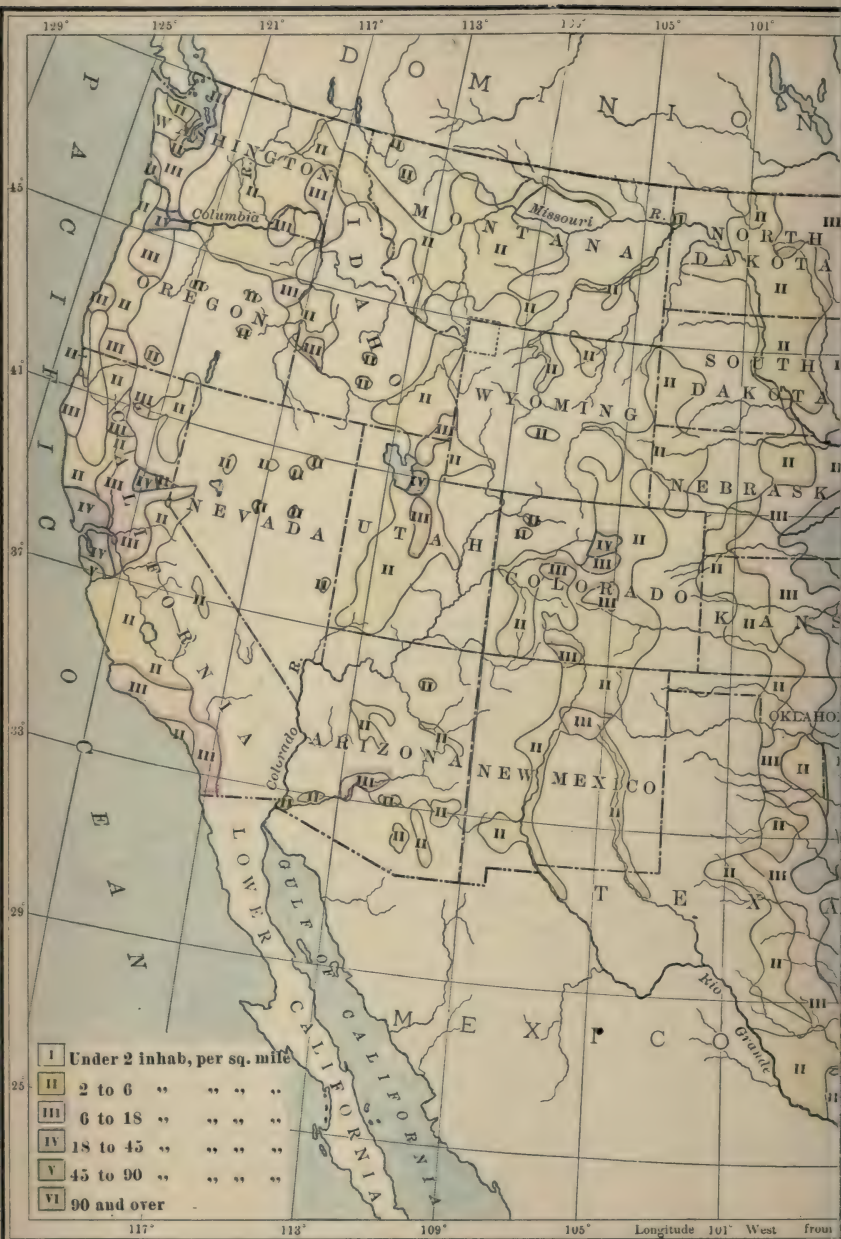 129° 125° 121° 117° 113° 105° 101°
45°
41°
37°
33°
29°
25°
DOMINION
PACIFIC OCEAN
WASHINGTON
Columbia R.
OREGON
IDAHO
MONTANA
Missouri R.
NORTH
DAKOTA
SOUTH
DAKOTA
WYOMING
NEBRASK
NEVADA
UTAH
COLORADO
KANS
CALIFORNIA
Colorado R.
ARIZONA
NEW MEXICO
OKLAHO
TEXA
LOWER CALIFORNIA
GULF OF CALIFORNIA
MEXICO
Rio Grande
I Under 2 inhab, per sq. mile
II 2 to 6 „ „ „ „
III 6 to 18 „ „ „ „
IV 18 to 45 „ „ „ „
V 45 to 90 „ „ „ „
VI 90 and over
117° 113° 109° 105° Longitude 101° West from